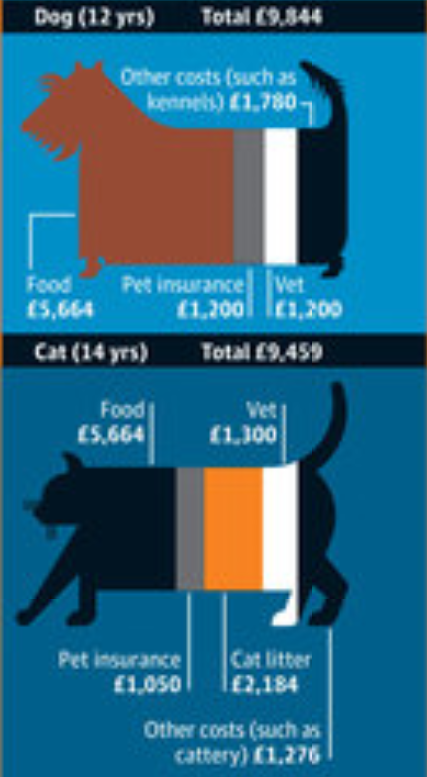 Dog (12 yrs) Total £9,844
Other costs (such as
kennels) £1,780
Food
£5,664
Pet insurance
£1,200
Vet
£1,200
Cat (14 yrs) Total £9,459
Food
£5,664
Vet
£1,300
Pet insurance
£1,050
Cat litter
£2,184
Other costs (such as
cattery) £1,276